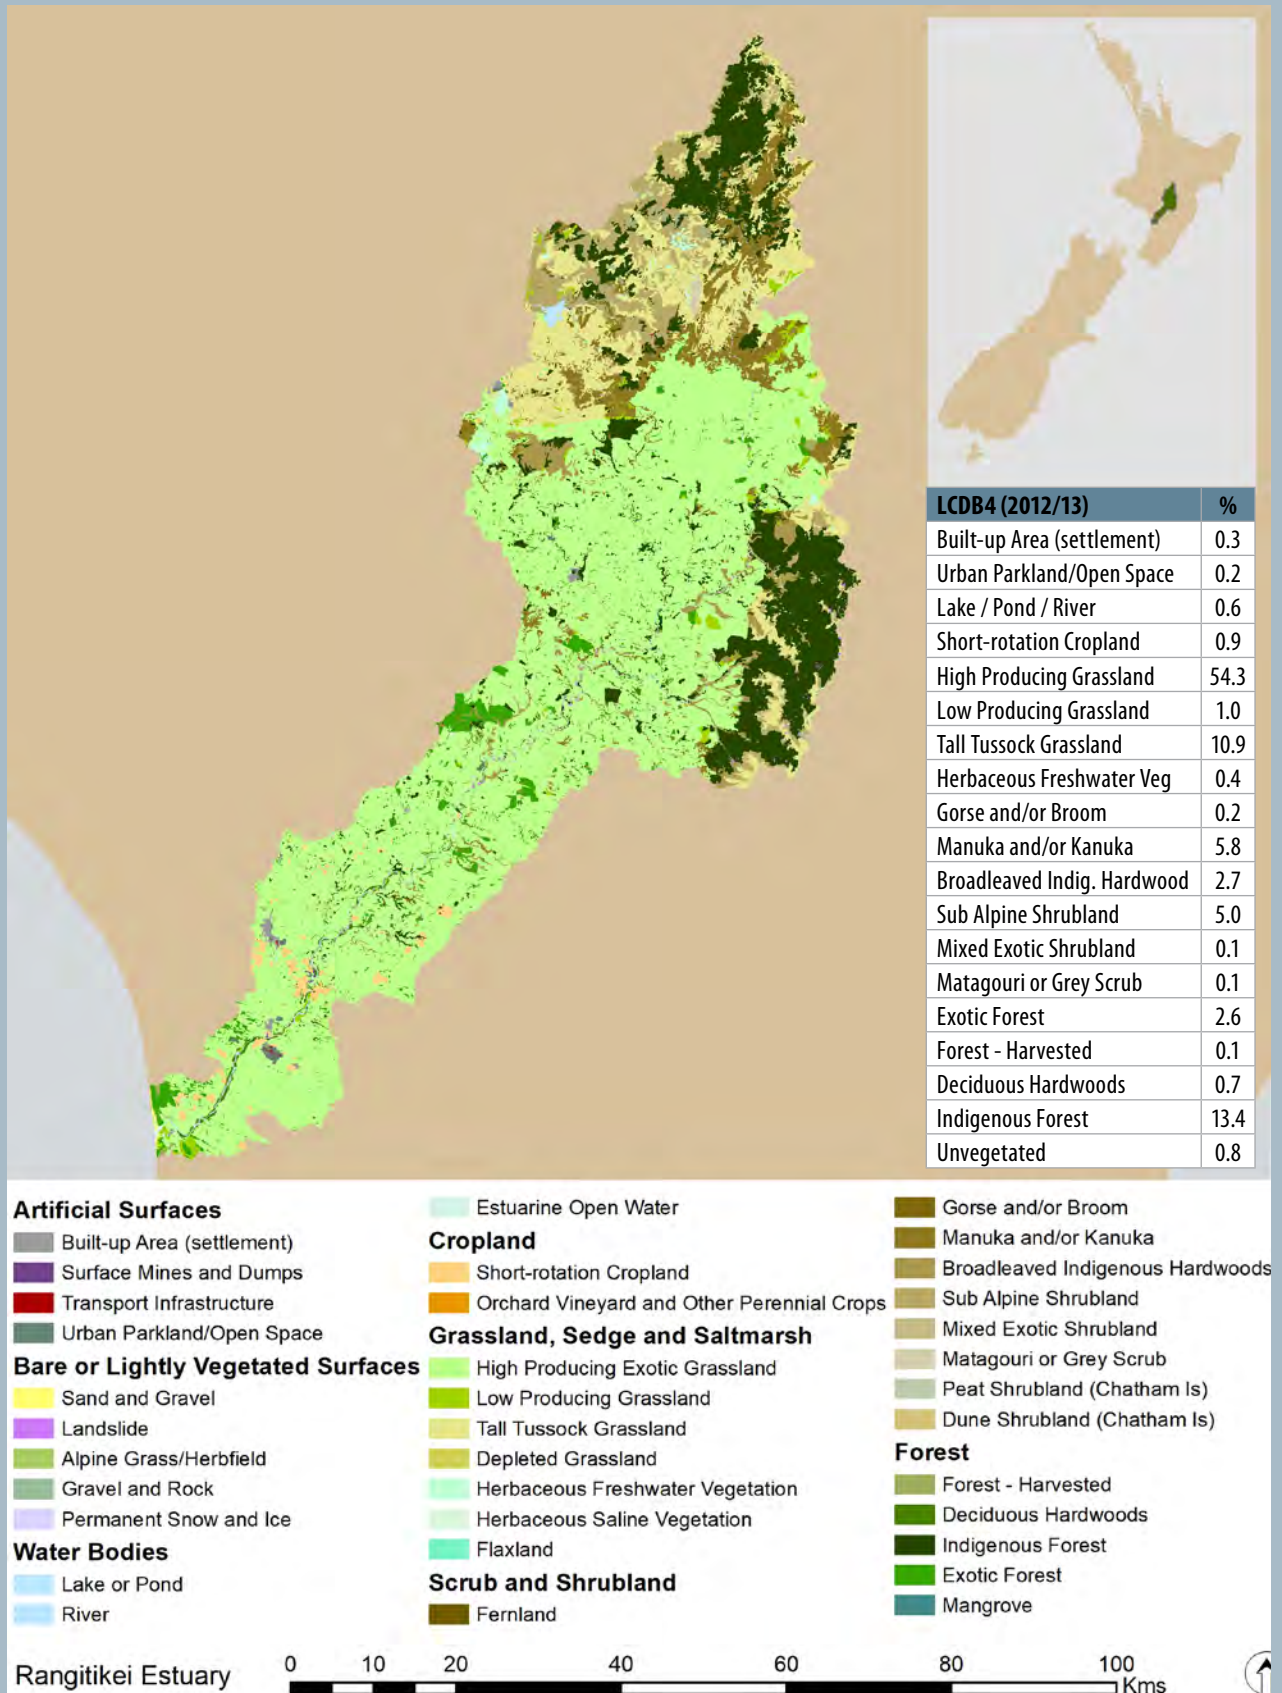 LCDB4 (2012/13) %
Built-up Area (settlement) 0.3
Urban Parkland/Open Space 0.2
Lake / Pond / River 0.6
Short-rotation Cropland 0.9
High Producing Grassland 54.3
Low Producing Grassland 1.0
Tall Tussock Grassland 10.9
Herbaceous Freshwater Veg 0.4
Gorse and/or Broom 0.2
Manuka and/or Kanuka 5.8
Broadleaved Indig. Hardwood 2.7
Sub Alpine Shrubland 5.0
Mixed Exotic Shrubland 0.1
Matagouri or Grey Scrub 0.1
Exotic Forest 2.6
Forest - Harvested 0.1
Deciduous Hardwoods 0.7
Indigenous Forest 13.4
Unvegetated 0.8
Artificial Surfaces
Built-up Area (settlement)
Surface Mines and Dumps
Transport Infrastructure
Urban Parkland/Open Space
Bare or Lightly Vegetated Surfaces
Sand and Gravel
Landslide
Alpine Grass/Herbfield
Gravel and Rock
Permanent Snow and Ice
Water Bodies
Lake or Pond
River
Estuarine Open Water
Cropland
Short-rotation Cropland
Orchard Vineyard and Other Perennial Crops
Grassland, Sedge and Saltmarsh
High Producing Exotic Grassland
Low Producing Grassland
Tall Tussock Grassland
Depleted Grassland
Herbaceous Freshwater Vegetation
Herbaceous Saline Vegetation
Flaxland
Scrub and Shrubland
Fernland
Gorse and/or Broom
Manuka and/or Kanuka
Broadleaved Indigenous Hardwoods
Sub Alpine Shrubland
Mixed Exotic Shrubland
Matagouri or Grey Scrub
Peat Shrubland (Chatham Is)
Dune Shrubland (Chatham Is)
Forest
Forest - Harvested
Deciduous Hardwoods
Indigenous Forest
Exotic Forest
Mangrove
Rangitikei Estuary
0 10 20 40 60 80 100
Kms